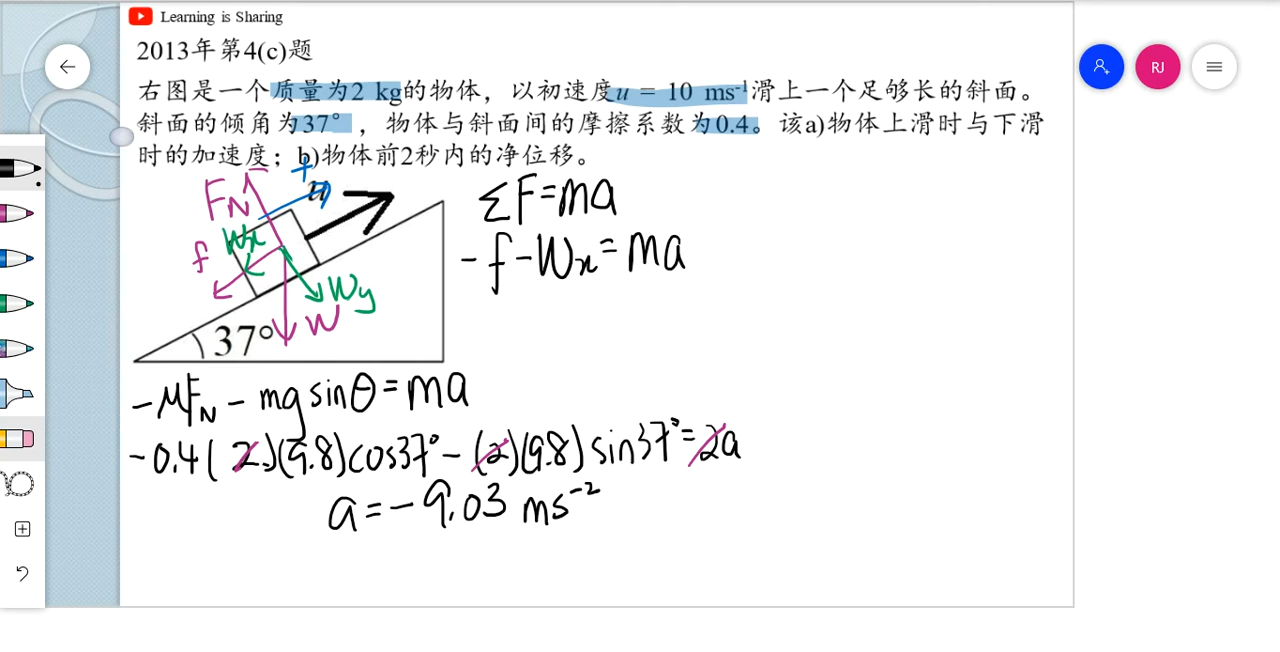 Learning is Sharing
2013年第4(c)题
右图是一个质量为2 kg的物体，以初速度u = 10 ms⁻¹滑上一个足够长的斜面。
斜面的倾角为37°，物体与斜面间的摩擦系数为0.4。该a)物体上滑时与下滑
时的加速度；b)物体前2秒内的净位移。
RJ
+
u
F_N
Wx
f
Wy
W
37°
ΣF=ma
-f-Wx=ma
-μF_N-mg sinθ=ma
-0.4(2)(9.8)cos37°-(2)(9.8)sin37°=2a
a=-9.03 ms⁻²